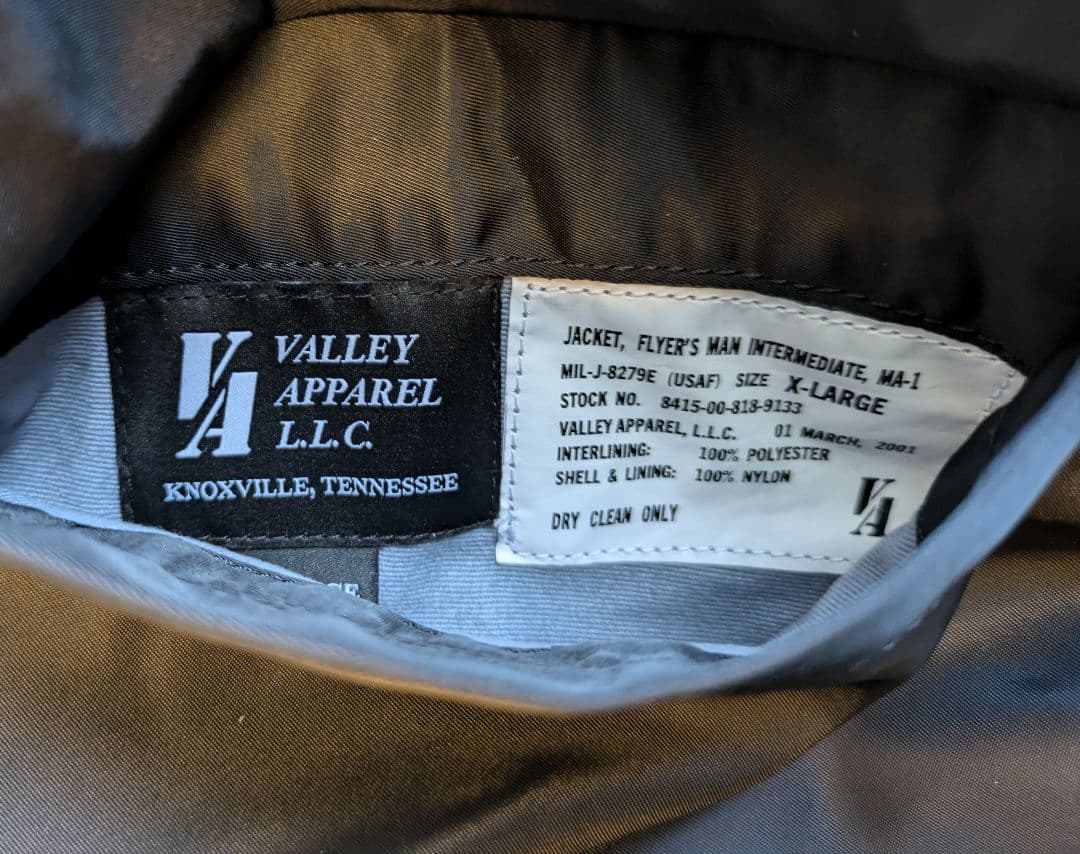 VA
VALLEY
APPAREL
L.L.C.
KNOXVILLE, TENNESSEE
JACKET, FLYER'S MAN INTERMEDIATE, MA-1
MIL-J-8279E (USAF) SIZE X-LARGE
STOCK NO. 8415-00-818-9133
VALLEY APPAREL, L.L.C. 01 MARCH, 2001
INTERLINING: 100% POLYESTER
SHELL & LINING: 100% NYLON
DRY CLEAN ONLY
VA